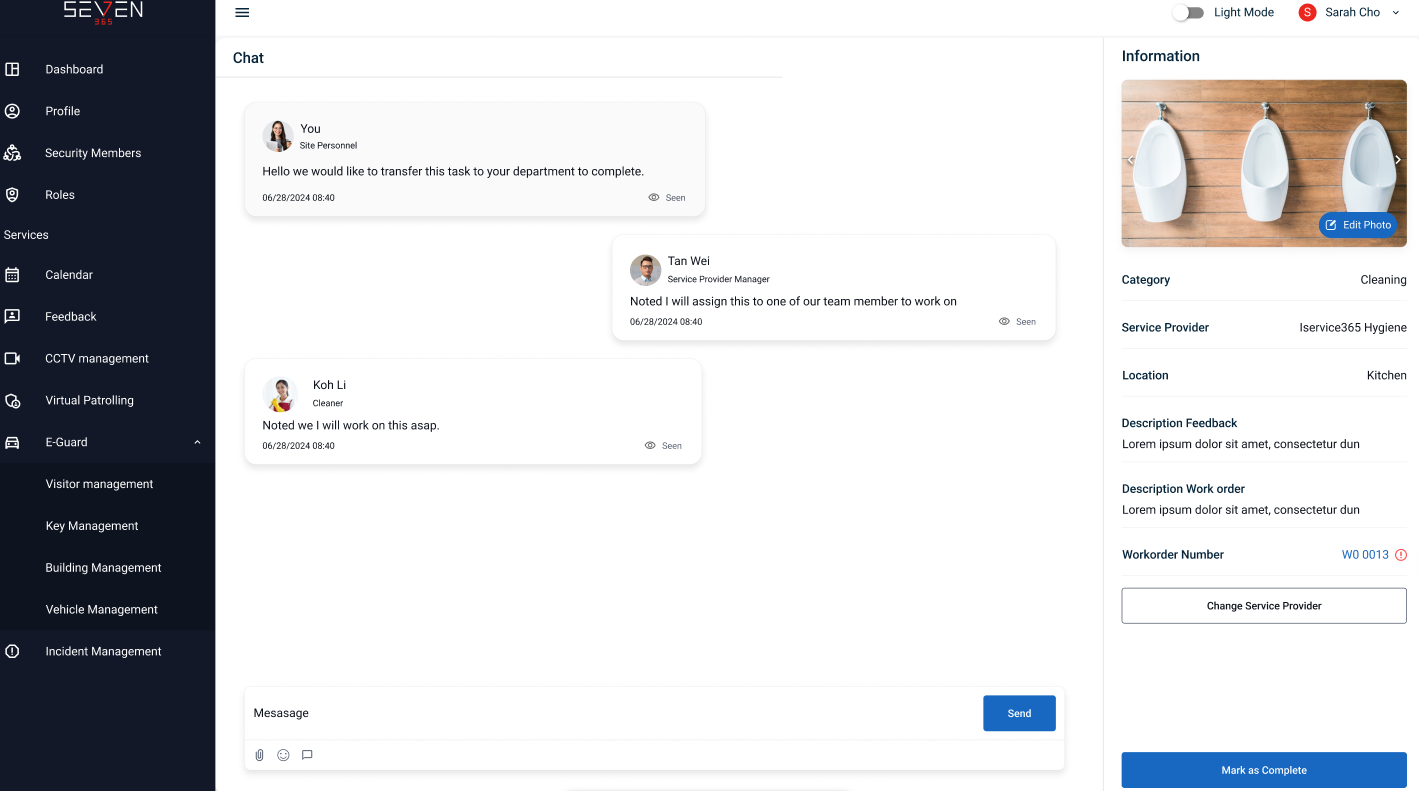 SEVEN
365
Light Mode
S
Sarah Cho
Dashboard
Profile
Security Members
Roles
Services
Calendar
Feedback
CCTV management
Virtual Patrolling
E-Guard
Visitor management
Key Management
Building Management
Vehicle Management
Incident Management
Chat
You
Site Personnel
Hello we would like to transfer this task to your department to complete.
06/28/2024 08:40
Seen
Tan Wei
Service Provider Manager
Noted I will assign this to one of our team member to work on
06/28/2024 08:40
Seen
Koh Li
Cleaner
Noted we I will work on this asap.
06/28/2024 08:40
Seen
Mesasage
Send
Information
Edit Photo
Category Cleaning
Service Provider Iservice365 Hygiene
Location Kitchen
Description Feedback
Lorem ipsum dolor sit amet, consectetur dun
Description Work order
Lorem ipsum dolor sit amet, consectetur dun
Workorder Number W0 0013
Change Service Provider
Mark as Complete